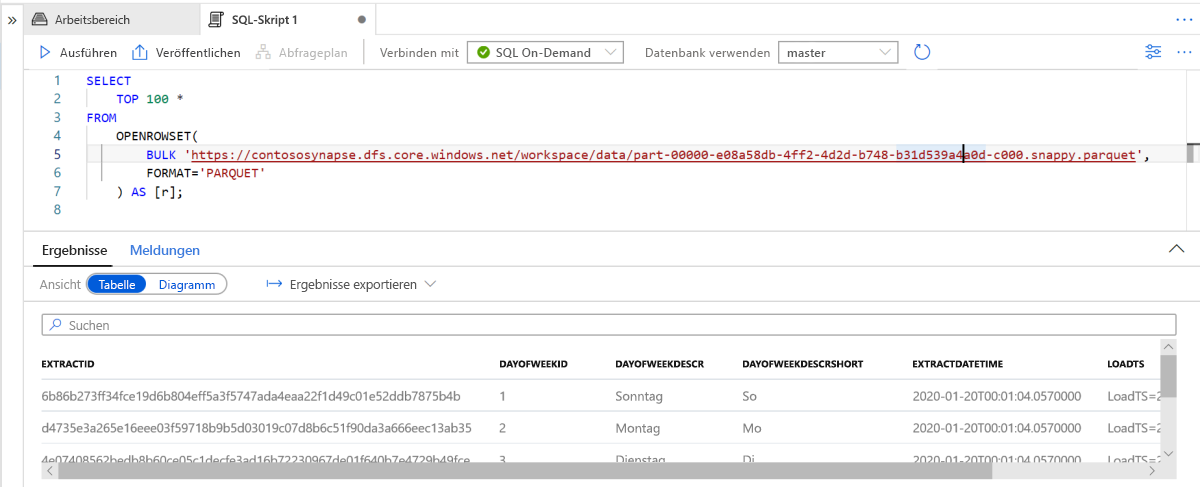 Arbeitsbereich SQL-Skript 1
Ausführen Veröffentlichen Abfrageplan Verbinden mit SQL On-Demand Datenbank verwenden master
1 SELECT
2 TOP 100 *
3 FROM
4 OPENROWSET(
5 BULK 'https://contososynapse.dfs.core.windows.net/workspace/data/part-00000-e08a58db-4ff2-4d2d-b748-b31d539a4a0d-c000.snappy.parquet',
6 FORMAT='PARQUET'
7 ) AS [r];
8
Ergebnisse Meldungen
Ansicht Tabelle Diagramm Ergebnisse exportieren
Suchen
EXTRACTID DAYOFWEEKID DAYOFWEEKDESCR DAYOFWEEKDESCRSHORT EXTRACTDATETIME LOADTS
6b86b273ff34fce19d6b804eff5a3f5747ada4eaa22f1d49c01e52ddb7875b4b 1 Sonntag So 2020-01-20T00:01:04.0570000 LoadTS=2
d4735e3a265e16eee03f59718b9b5d03019c07d8b6c51f90da3a666eec13ab35 2 Montag Mo 2020-01-20T00:01:04.0570000 LoadTS=2
4e07408562bedb8b60ce05c1decfe3ad16b72230967de01f640b7e4729b49fce 3 Dienstag Di 2020-01-20T00:01:04.0570000 LoadTS=2